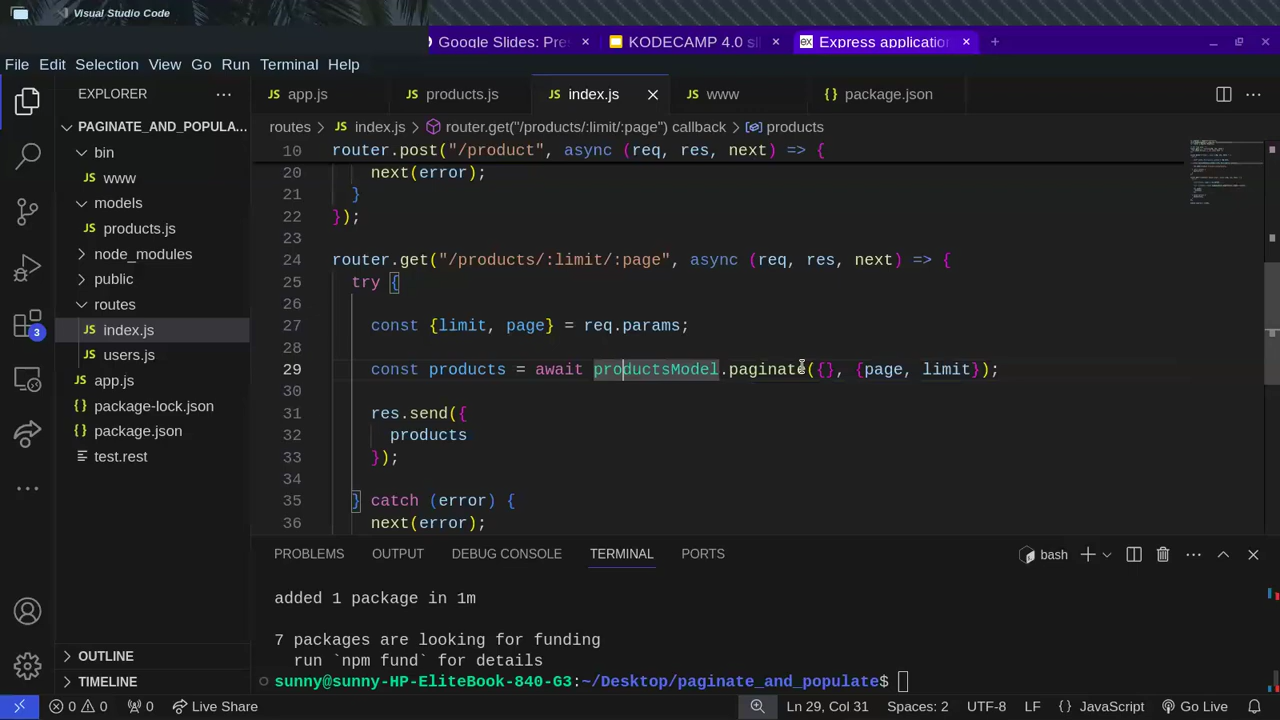 Visual Studio Code
Google Slides: Pres
KODECAMP 4.0 sli
Express application
File Edit Selection View Go Run Terminal Help
EXPLORER
app.js
products.js
index.js
www
package.json
PAGINATE_AND_POPULA...
routes > index.js > router.get("/products/:limit/:page") callback > products
bin
www
models
products.js
node_modules
public
routes
index.js
users.js
app.js
package-lock.json
package.json
test.rest
OUTLINE
TIMELINE
3
10 router.post("/product", async (req, res, next) => {
20 next(error);
21 }
22 });
23
24 router.get("/products/:limit/:page", async (req, res, next) => {
25 try {
26
27 const {limit, page} = req.params;
28
29 const products = await productsModel.paginate({}, {page, limit});
30
31 res.send({
32 products
33 });
34
35 } catch (error) {
36 next(error);
PROBLEMS OUTPUT DEBUG CONSOLE TERMINAL PORTS
bash
added 1 package in 1m
7 packages are looking for funding
run `npm fund` for details
sunny@sunny-HP-EliteBook-840-G3:~/Desktop/paginate_and_populate$
0 0 0 Live Share
Ln 29, Col 31 Spaces: 2 UTF-8 LF {} JavaScript Go Live